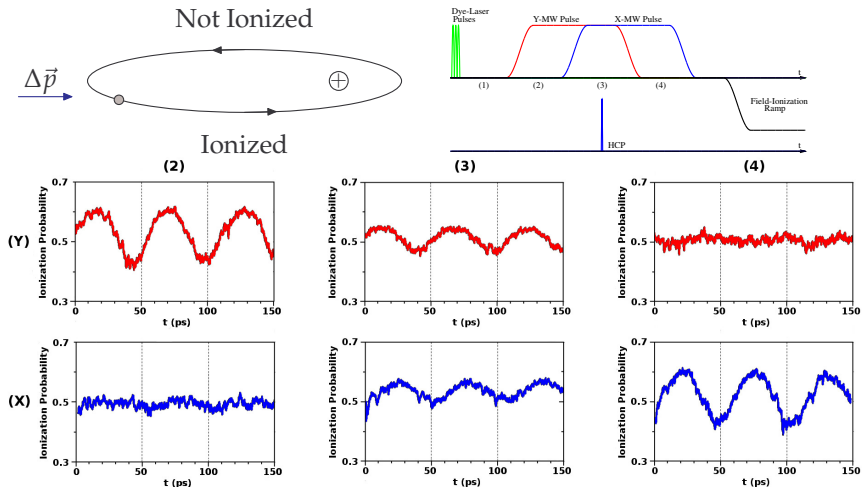 Not Ionized
Δp⃗
Ionized
Dye-Laser
Pulses
Y-MW Pulse
X-MW Pulse
t
(1)
(2)
(3)
(4)
Field-Ionization
Ramp
HCP
t
(2)
(3)
(4)
(Y)
Ionization Probability
0.7
0.5
0.3
0
50
100
150
t (ps)
Ionization Probability
0.7
0.5
0.3
0
50
100
150
t (ps)
Ionization Probability
0.7
0.5
0.3
0
50
100
150
t (ps)
(X)
Ionization Probability
0.7
0.5
0.3
0
50
100
150
t (ps)
Ionization Probability
0.7
0.5
0.3
0
50
100
150
t (ps)
Ionization Probability
0.7
0.5
0.3
0
50
100
150
t (ps)